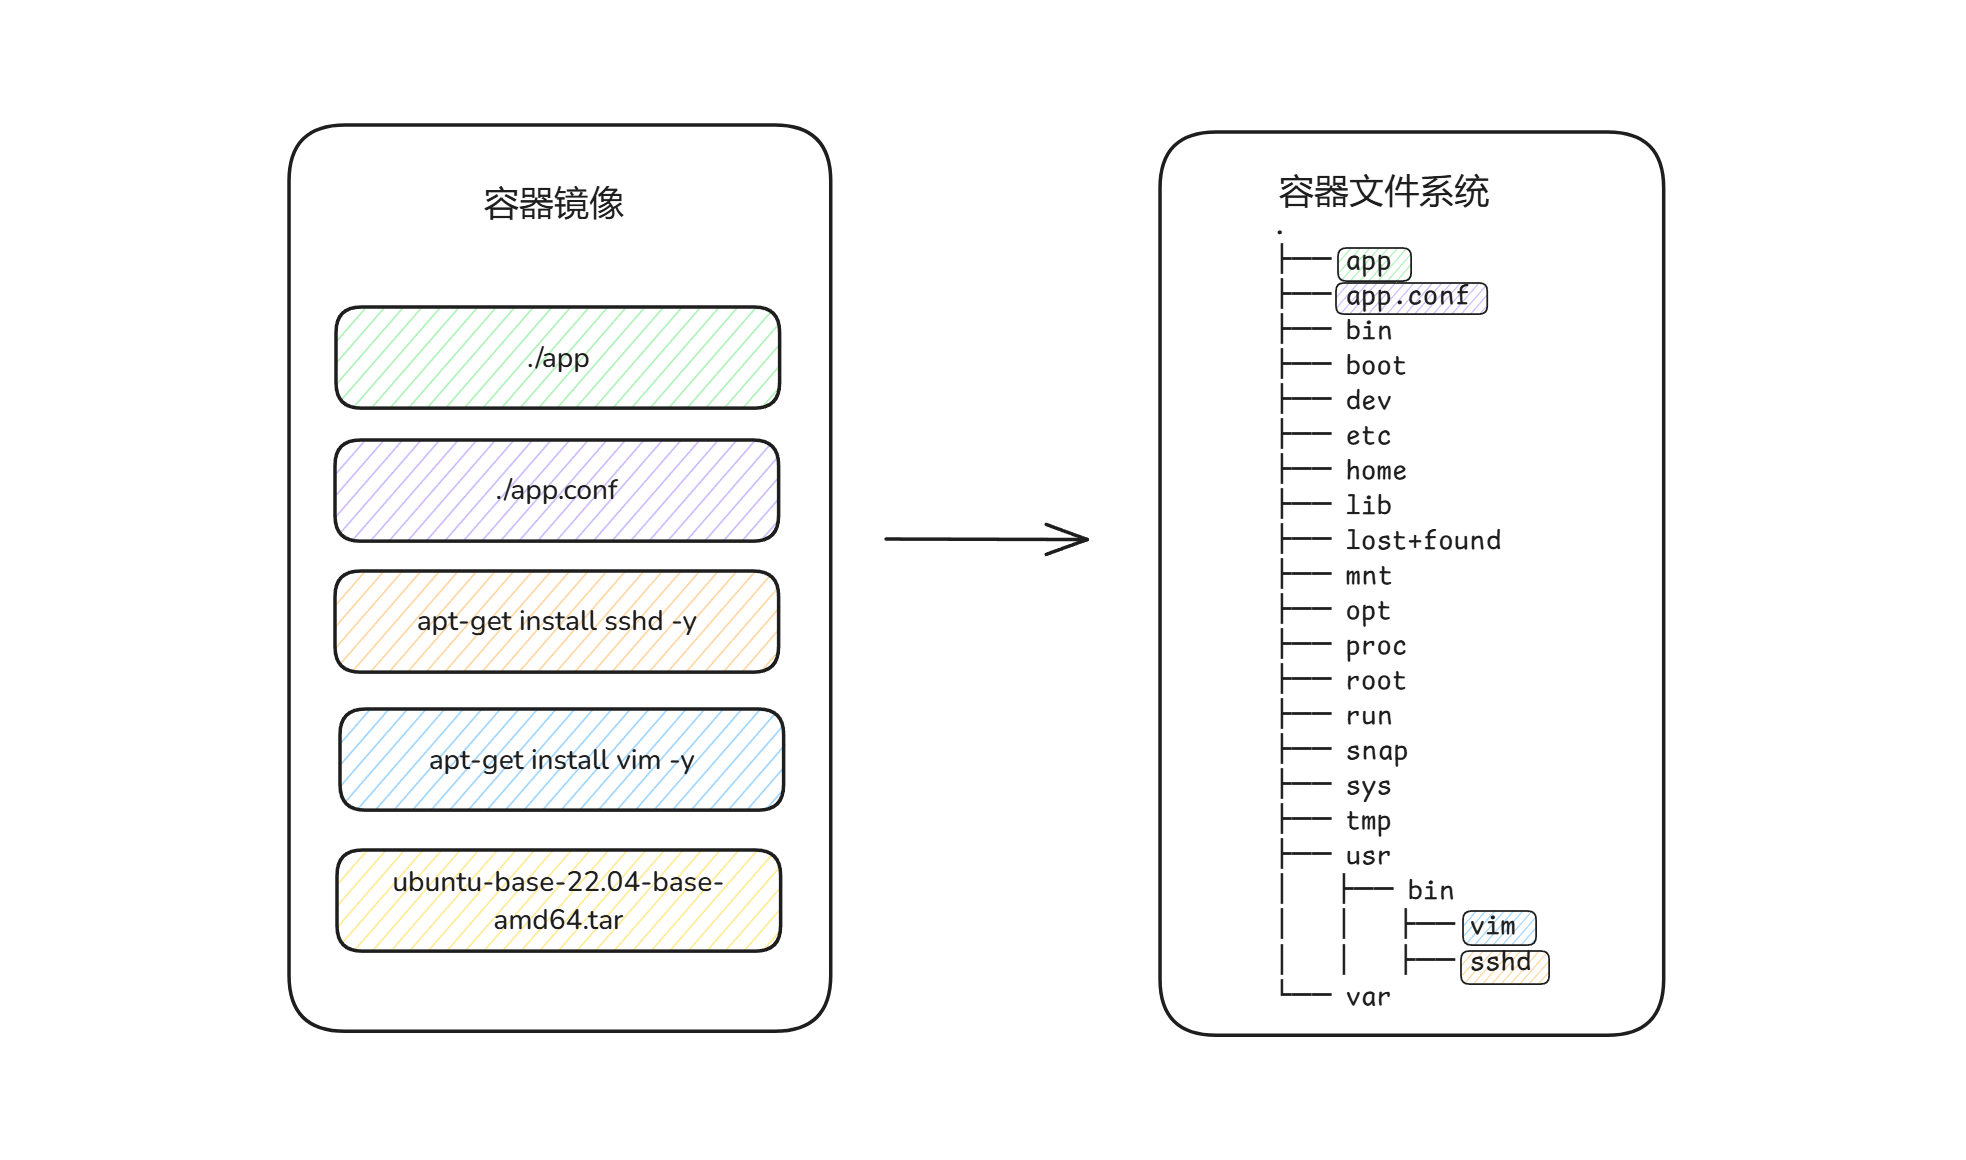 容器镜像
./app
./app.conf
apt-get install sshd -y
apt-get install vim -y
ubuntu-base-22.04-base-
amd64.tar
容器文件系统
.
├── app
├── app.conf
├── bin
├── boot
├── dev
├── etc
├── home
├── lib
├── lost+found
├── mnt
├── opt
├── proc
├── root
├── run
├── snap
├── sys
├── tmp
├── usr
│   ├── bin
│   │   ├── vim
│   │   ├── sshd
└── var